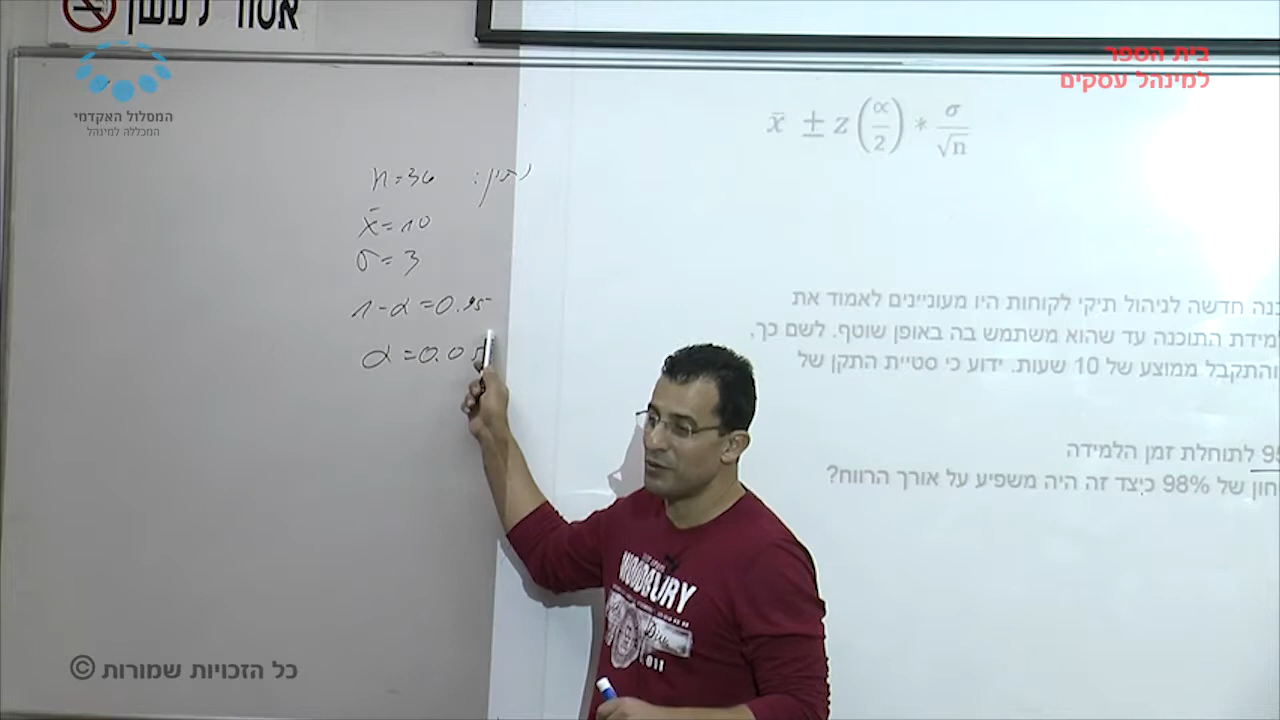 אסור לעשן
בית הספר
למינהל עסקים
המסלול האקדמי
המכללה למינהל
x̄ ± z(α/2) * σ/√n
נתון: n=36
x̄=10
σ=3
1-α=0.95
α=0.05
חדשה לניהול תיקי לקוחות היו מעוניינים לאמוד את
התוכנה עד שהוא משתמש בה באופן שוטף. לשם כך,
והתקבל ממוצע של 10 שעות. ידוע כי סטיית התקן של
לתוחלת זמן הלמידה
של 98% כיצד זה היה משפיע על אורך הרווח?
WOODBURY
כל הזכויות שמורות ©